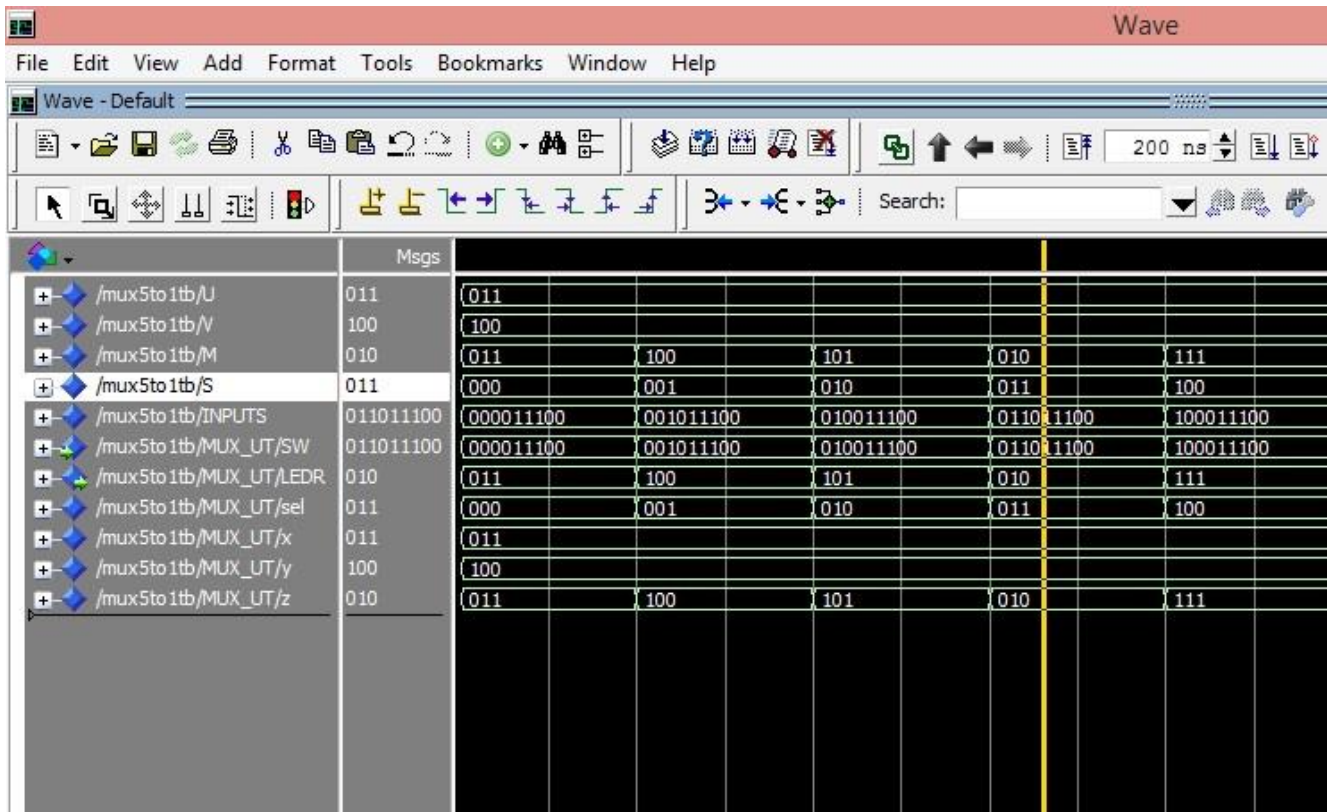 Wave
File Edit View Add Format Tools Bookmarks Window Help
Wave - Default
200 ns
Search:
Msgs
/mux5to1tb/U 011 011
/mux5to1tb/V 100 100
/mux5to1tb/M 010 011 100 101 010 111
/mux5to1tb/S 011 000 001 010 011 100
/mux5to1tb/INPUTS 011011100 000011100 001011100 010011100 011011100 100011100
/mux5to1tb/MUX_UT/SW 011011100 000011100 001011100 010011100 011011100 100011100
/mux5to1tb/MUX_UT/LEDR 010 011 100 101 010 111
/mux5to1tb/MUX_UT/sel 011 000 001 010 011 100
/mux5to1tb/MUX_UT/x 011 011
/mux5to1tb/MUX_UT/y 100 100
/mux5to1tb/MUX_UT/z 010 011 100 101 010 111